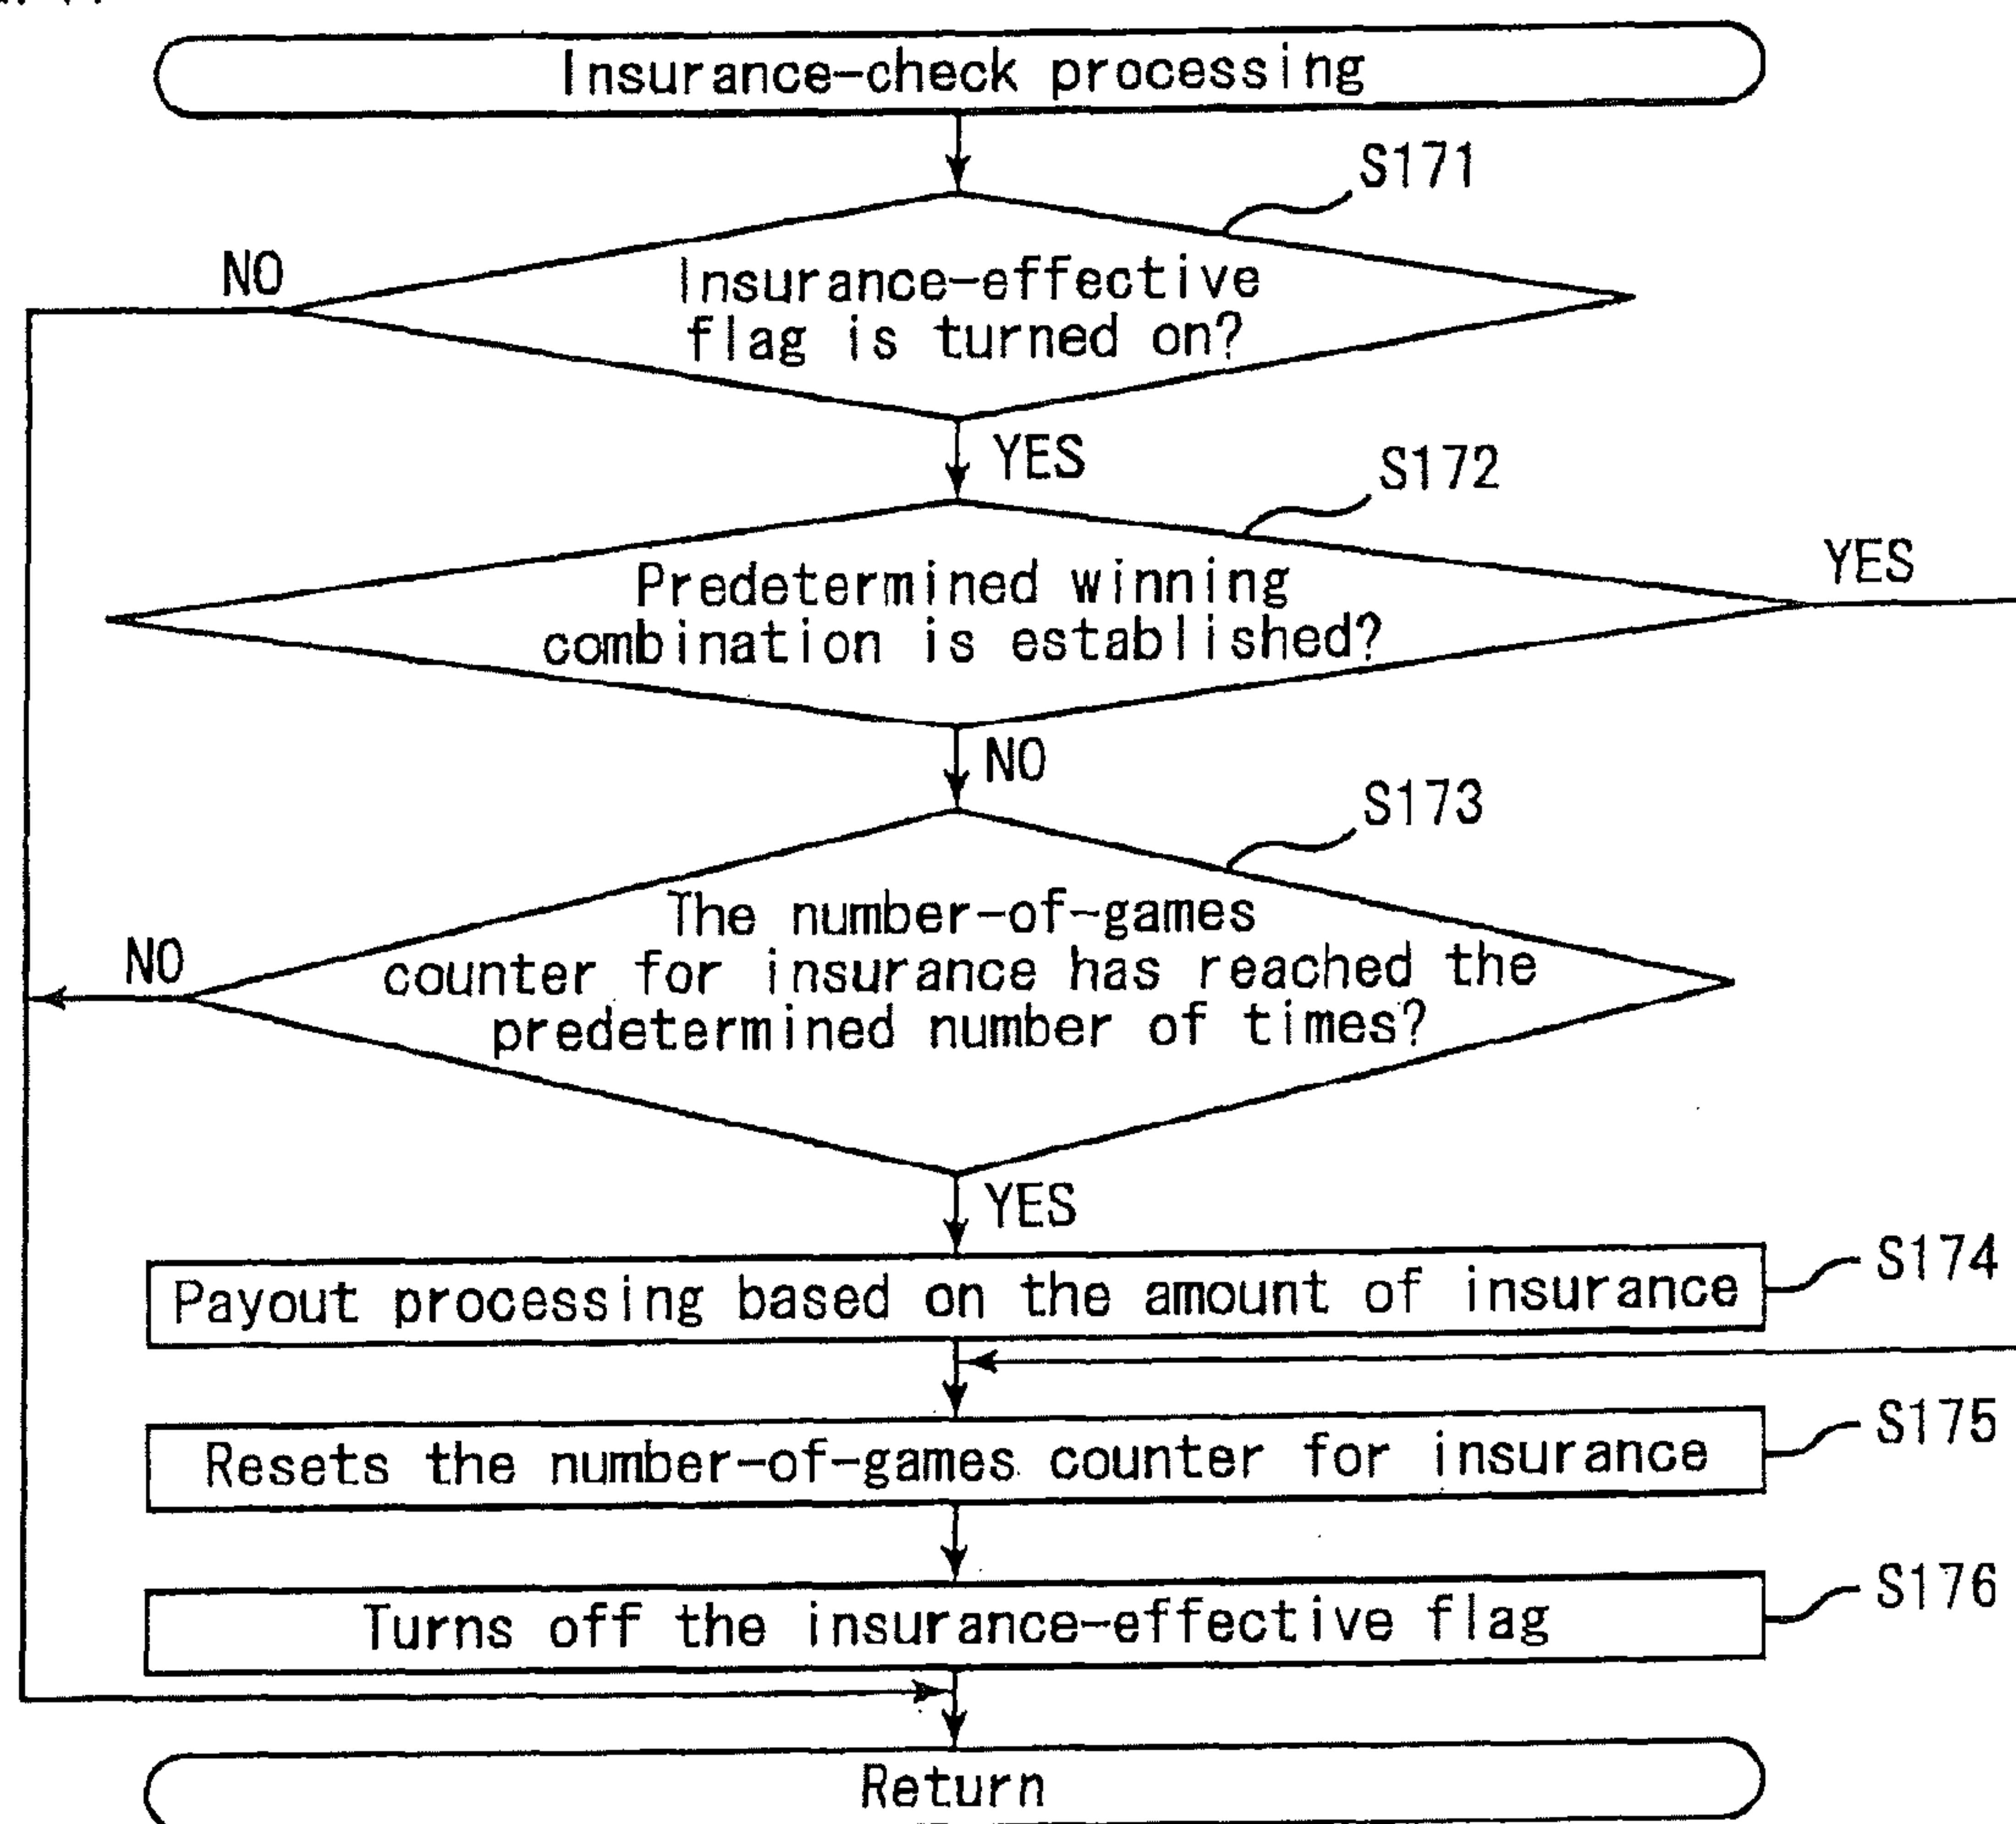 Insurance-check processing
S171
NO
Insurance-effective
flag is turned on?
YES
S172
YES
Predetermined winning
combination is established?
NO
S173
The number-of-games
counter for insurance has reached the
predetermined number of times?
NO
YES
Payout processing based on the amount of insurance
S174
Resets the number-of-games counter for insurance
S175
Turns off the insurance-effective flag
S176
Return